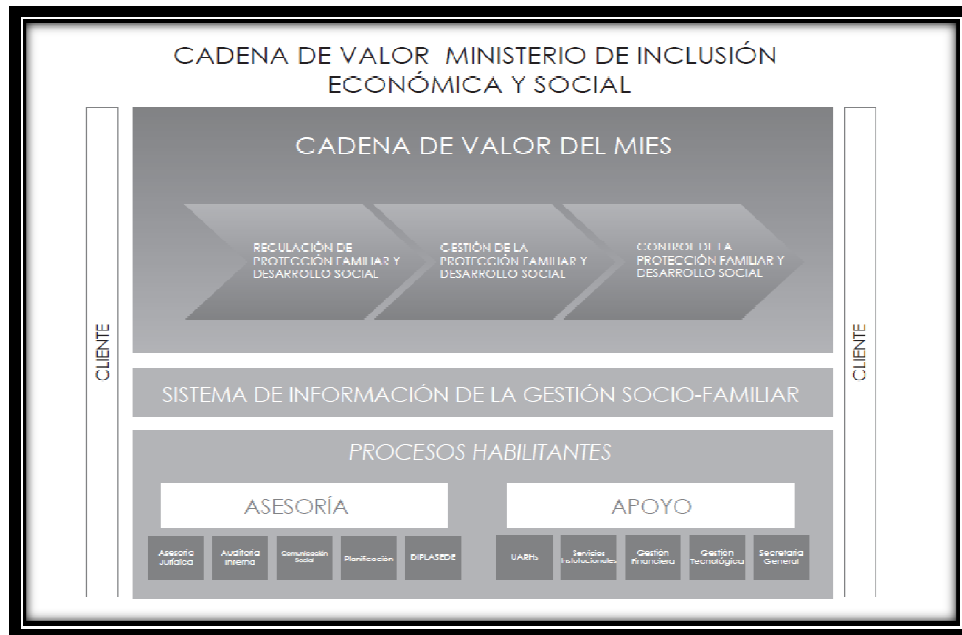 CADENA DE VALOR MINISTERIO DE INCLUSIÓN
ECONÓMICA Y SOCIAL
CLIENTE
CADENA DE VALOR DEL MIES
REGULACIÓN DE
PROTECCIÓN FAMILIAR Y
DESARROLLO SOCIAL
GESTIÓN DE LA
PROTECCIÓN FAMILIAR Y
DESARROLLO SOCIAL
CONTROL DE LA
PROTECCIÓN FAMILIAR Y
DESARROLLO SOCIAL
SISTEMA DE INFORMACIÓN DE LA GESTIÓN SOCIO-FAMILIAR
PROCESOS HABILITANTES
ASESORÍA
Asesoría
Jurídica
Auditoría
Interna
Comunicación
Social
Planificación
DIPLASEDE
APOYO
UARHs
Servicios
Institucionales
Gestión
Financiera
Gestión
Tecnológica
Secretaría
General
CLIENTE